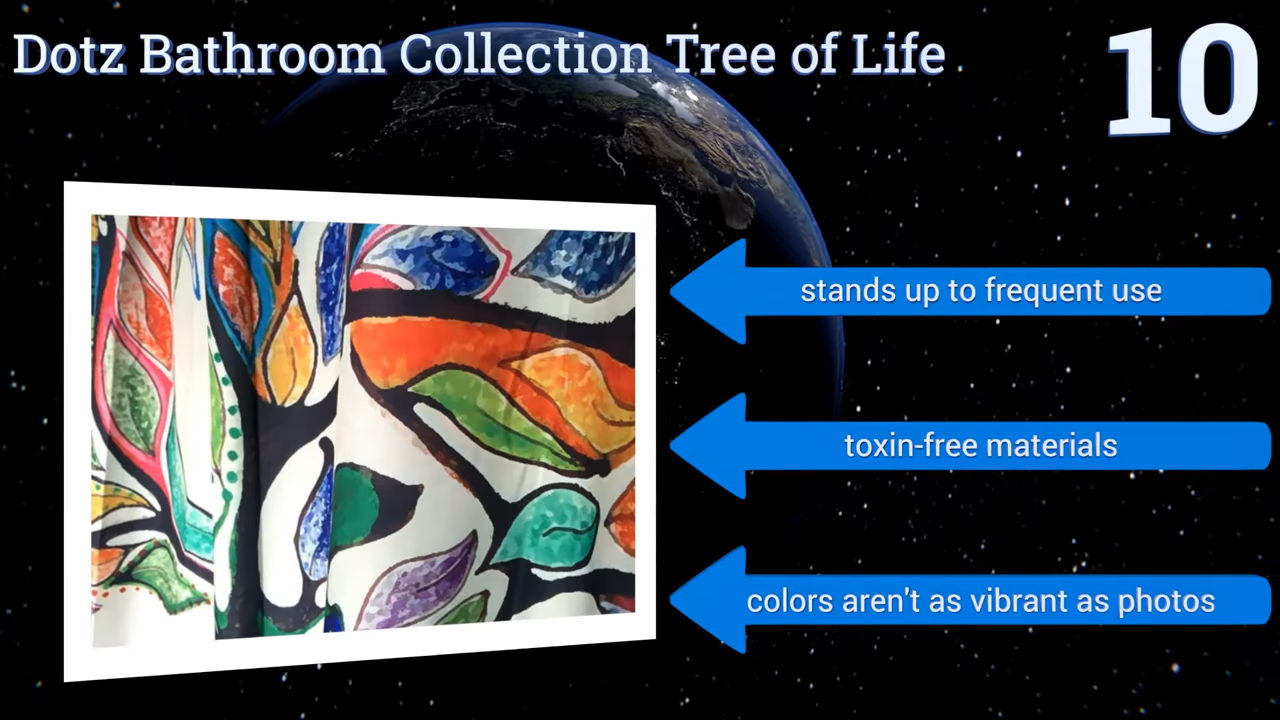 Dotz Bathroom Collection Tree of Life
10
stands up to frequent use
toxin-free materials
colors aren't as vibrant as photos